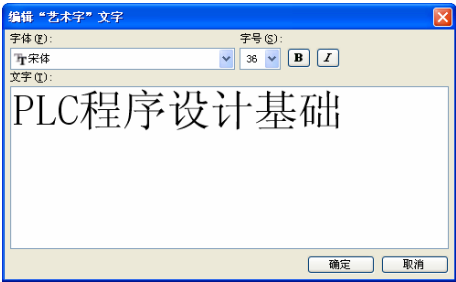 编辑“艺术字”文字
字体(F): 字号(S):
宋体 36 B I
文字(T):
PLC程序设计基础
确定 取消